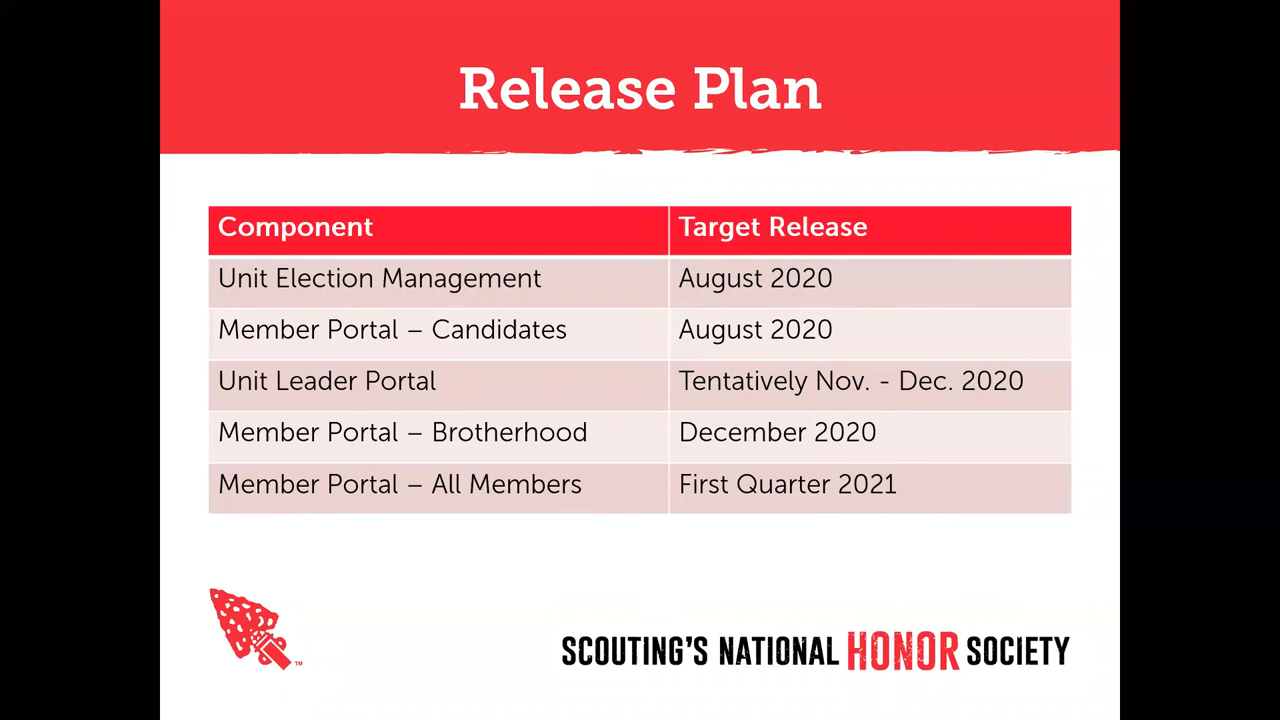 Release Plan
Component Target Release
Unit Election Management August 2020
Member Portal – Candidates August 2020
Unit Leader Portal Tentatively Nov. - Dec. 2020
Member Portal – Brotherhood December 2020
Member Portal – All Members First Quarter 2021
TM
SCOUTING'S NATIONAL HONOR SOCIETY